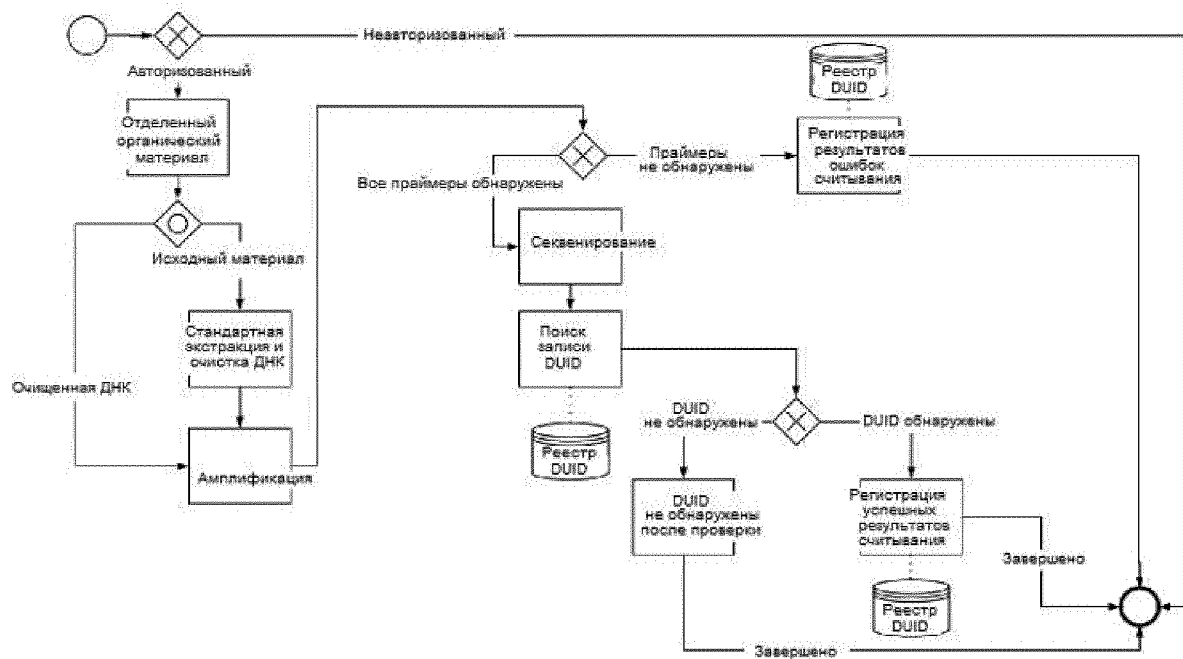 Неавторизованный
Авторизованный
Отделенный
органический
материал
Исходный материал
Стандартная
экстракция и
очистка ДНК
Очищенная ДНК
Амплификация
Реестр
DUID
Праймеры
не обнаружены
Регистрация
результатов
ошибок
считывания
Все праймеры обнаружены
Секвенирование
Поиск
записи
DUID
Реестр
DUID
DUID
не обнаружены
DUID обнаружены
DUID
не обнаружены
после проверки
Регистрация
успешных
результатов
считывания
Реестр
DUID
Завершено
Завершено